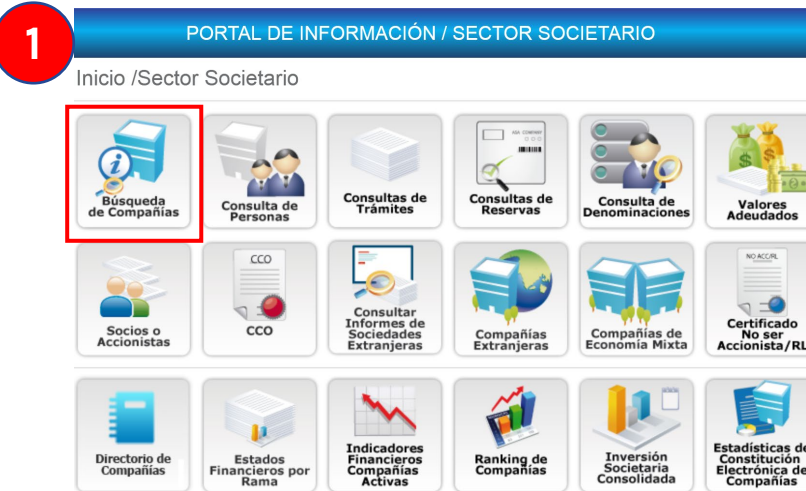 1
PORTAL DE INFORMACIÓN / SECTOR SOCIETARIO
Inicio /Sector Societario
Búsqueda
de Compañías
Consulta de
Personas
Consultas de
Trámites
Consultas de
Reservas
Consulta de
Denominaciones
Valores
Adeudados
Socios o
Accionistas
CCO
CCO
Consultar
Informes de
Sociedades
Extranjeras
Compañías
Extranjeras
Compañías de
Economía Mixta
NO ACC/RL
Certificado
No ser
Accionista/RL
Directorio de
Compañías
Estados
Financieros por
Rama
Indicadores
Financieros
Compañías
Activas
Ranking de
Compañías
Inversión
Societaria
Consolidada
Estadísticas de
Constitución
Electrónica de
Compañías